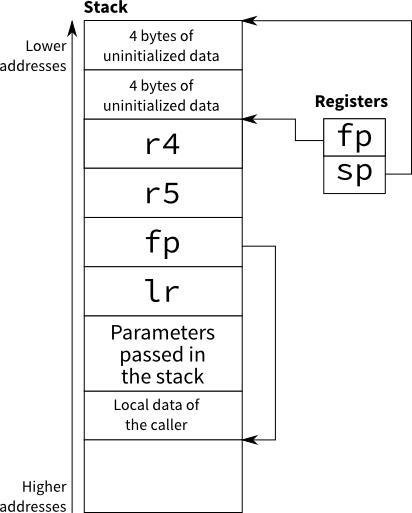 Stack
Lower
addresses
4 bytes of
uninitialized data
4 bytes of
uninitialized data
Registers
fp
sp
r4
r5
fp
lr
Parameters
passed in
the stack
Local data of
the caller
Higher
addresses